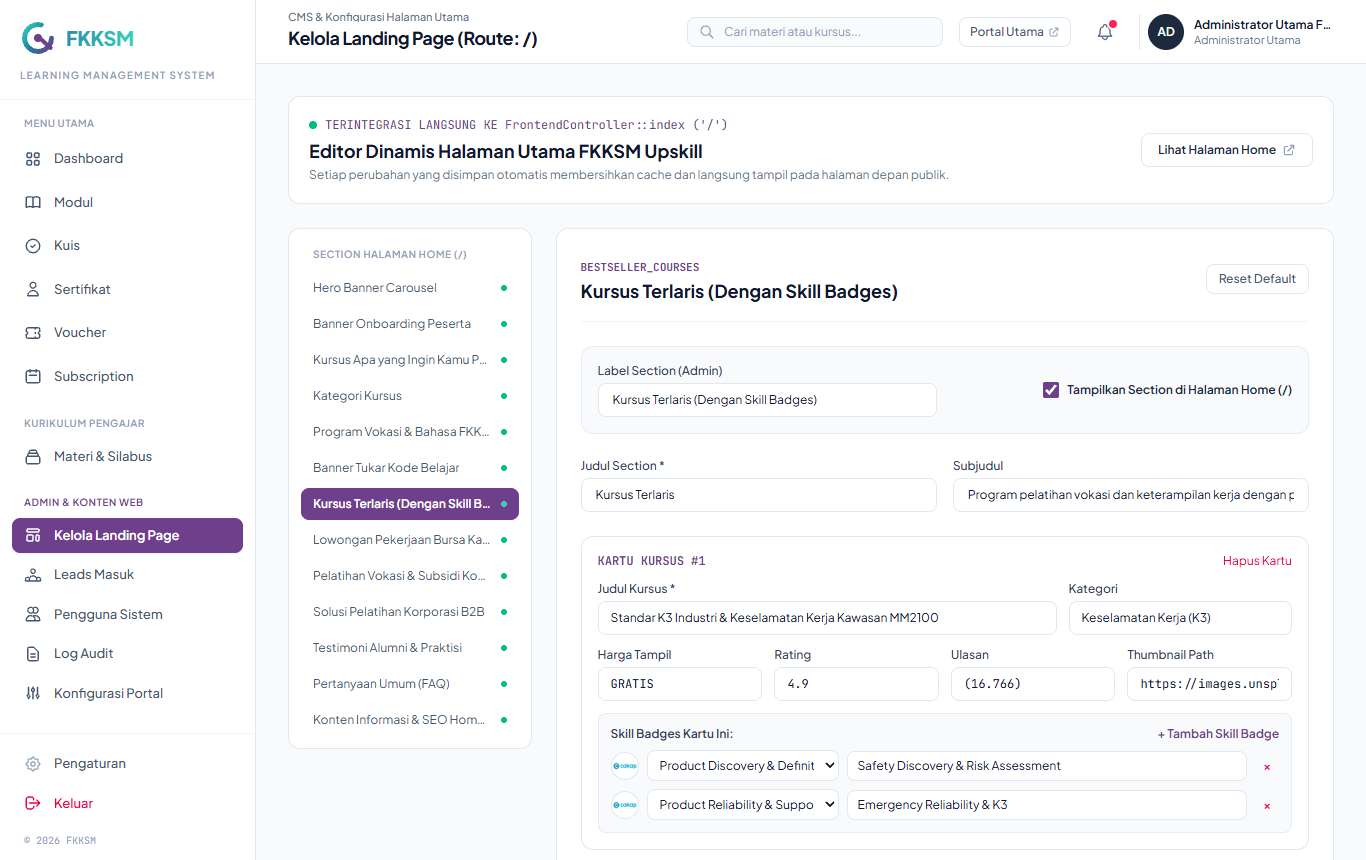 FKKSM
LEARNING MANAGEMENT SYSTEM
MENU UTAMA
Dashboard
Modul
Kuis
Sertifikat
Voucher
Subscription
KURIKULUM PENGAJAR
Materi & Silabus
ADMIN & KONTEN WEB
Kelola Landing Page
Leads Masuk
Pengguna Sistem
Log Audit
Konfigurasi Portal
Pengaturan
Keluar
© 2026 FKKSM
CMS & Konfigurasi Halaman Utama
Kelola Landing Page (Route: /)
Cari materi atau kursus...
Portal Utama
AD
Administrator Utama F...
Administrator Utama
TERINTEGRASI LANGSUNG KE FrontendController::index ('/')
Editor Dinamis Halaman Utama FKKSM Upskill
Setiap perubahan yang disimpan otomatis membersihkan cache dan langsung tampil pada halaman depan publik.
Lihat Halaman Home
SECTION HALAMAN HOME (/)
Hero Banner Carousel
Banner Onboarding Peserta
Kursus Apa yang Ingin Kamu P...
Kategori Kursus
Program Vokasi & Bahasa FKK...
Banner Tukar Kode Belajar
Kursus Terlaris (Dengan Skill B...
Lowongan Pekerjaan Bursa Ka...
Pelatihan Vokasi & Subsidi Ko...
Solusi Pelatihan Korporasi B2B
Testimoni Alumni & Praktisi
Pertanyaan Umum (FAQ)
Konten Informasi & SEO Hom...
BESTSELLER_COURSES
Kursus Terlaris (Dengan Skill Badges)
Reset Default
Label Section (Admin)
Kursus Terlaris (Dengan Skill Badges)
Tampilkan Section di Halaman Home (/)
Judul Section *
Subjudul
Kursus Terlaris
Program pelatihan vokasi dan keterampilan kerja dengan p
KARTU KURSUS #1
Hapus Kartu
Judul Kursus *
Kategori
Standar K3 Industri & Keselamatan Kerja Kawasan MM2100
Keselamatan Kerja (K3)
Harga Tampil
Rating
Ulasan
Thumbnail Path
GRATIS
4.9
(16.766)
https://images.unsp
Skill Badges Kartu Ini:
+ Tambah Skill Badge
cakap
Product Discovery & Definit
Safety Discovery & Risk Assessment
×
cakap
Product Reliability & Suppo
Emergency Reliability & K3
×